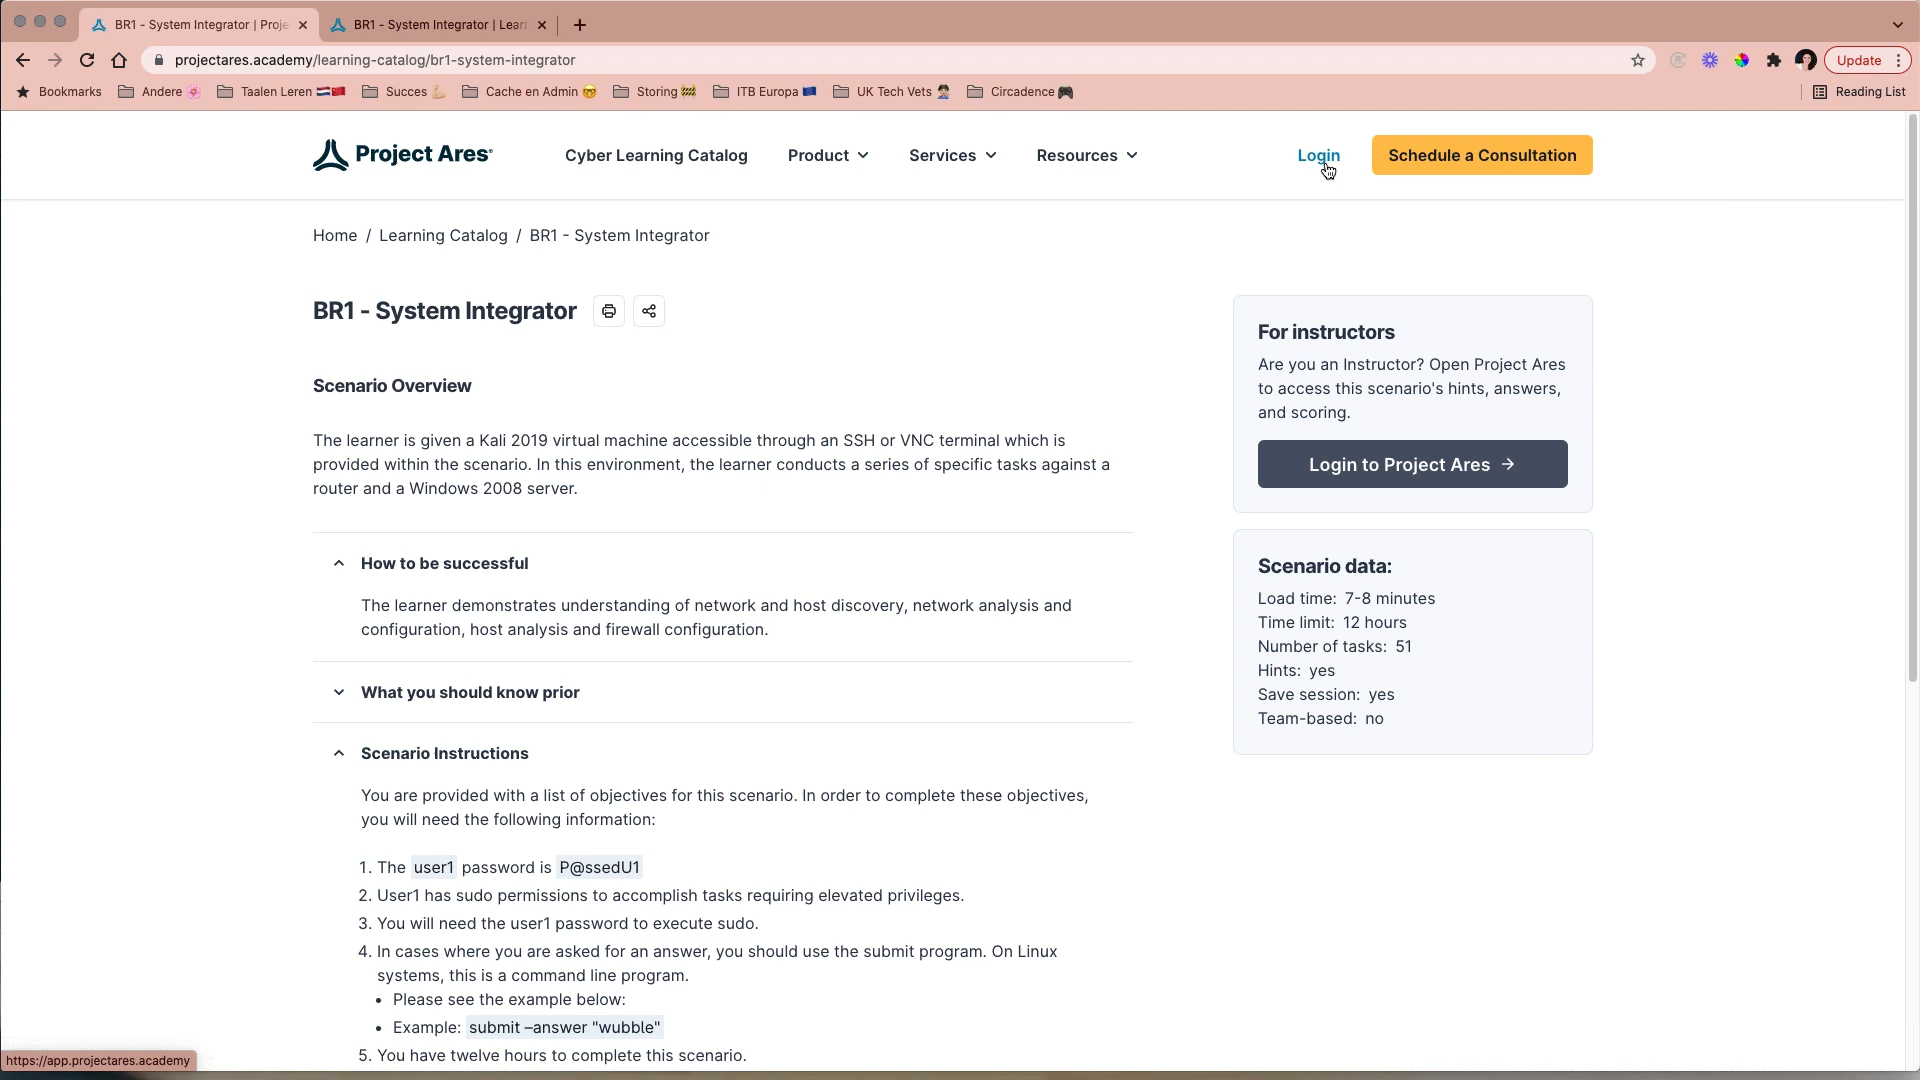 BR1 - System Integrator | Proje
BR1 - System Integrator | Learn
projectares.academy/learning-catalog/br1-system-integrator
Update
Bookmarks
Andere
Taalen Leren
Succes
Cache en Admin
Storing
ITB Europa
UK Tech Vets
Circadence
Reading List
Project Ares®
Cyber Learning Catalog
Product
Services
Resources
Login
Schedule a Consultation
Home / Learning Catalog / BR1 - System Integrator
BR1 - System Integrator
Scenario Overview
The learner is given a Kali 2019 virtual machine accessible through an SSH or VNC terminal which is
provided within the scenario. In this environment, the learner conducts a series of specific tasks against a
router and a Windows 2008 server.
How to be successful
The learner demonstrates understanding of network and host discovery, network analysis and
configuration, host analysis and firewall configuration.
What you should know prior
Scenario Instructions
You are provided with a list of objectives for this scenario. In order to complete these objectives,
you will need the following information:
1. The user1 password is P@ssedU1
2. User1 has sudo permissions to accomplish tasks requiring elevated privileges.
3. You will need the user1 password to execute sudo.
4. In cases where you are asked for an answer, you should use the submit program. On Linux
systems, this is a command line program.
• Please see the example below:
• Example: submit –answer "wubble"
5. You have twelve hours to complete this scenario.
For instructors
Are you an Instructor? Open Project Ares
to access this scenario's hints, answers,
and scoring.
Login to Project Ares →
Scenario data:
Load time: 7-8 minutes
Time limit: 12 hours
Number of tasks: 51
Hints: yes
Save session: yes
Team-based: no
https://app.projectares.academy